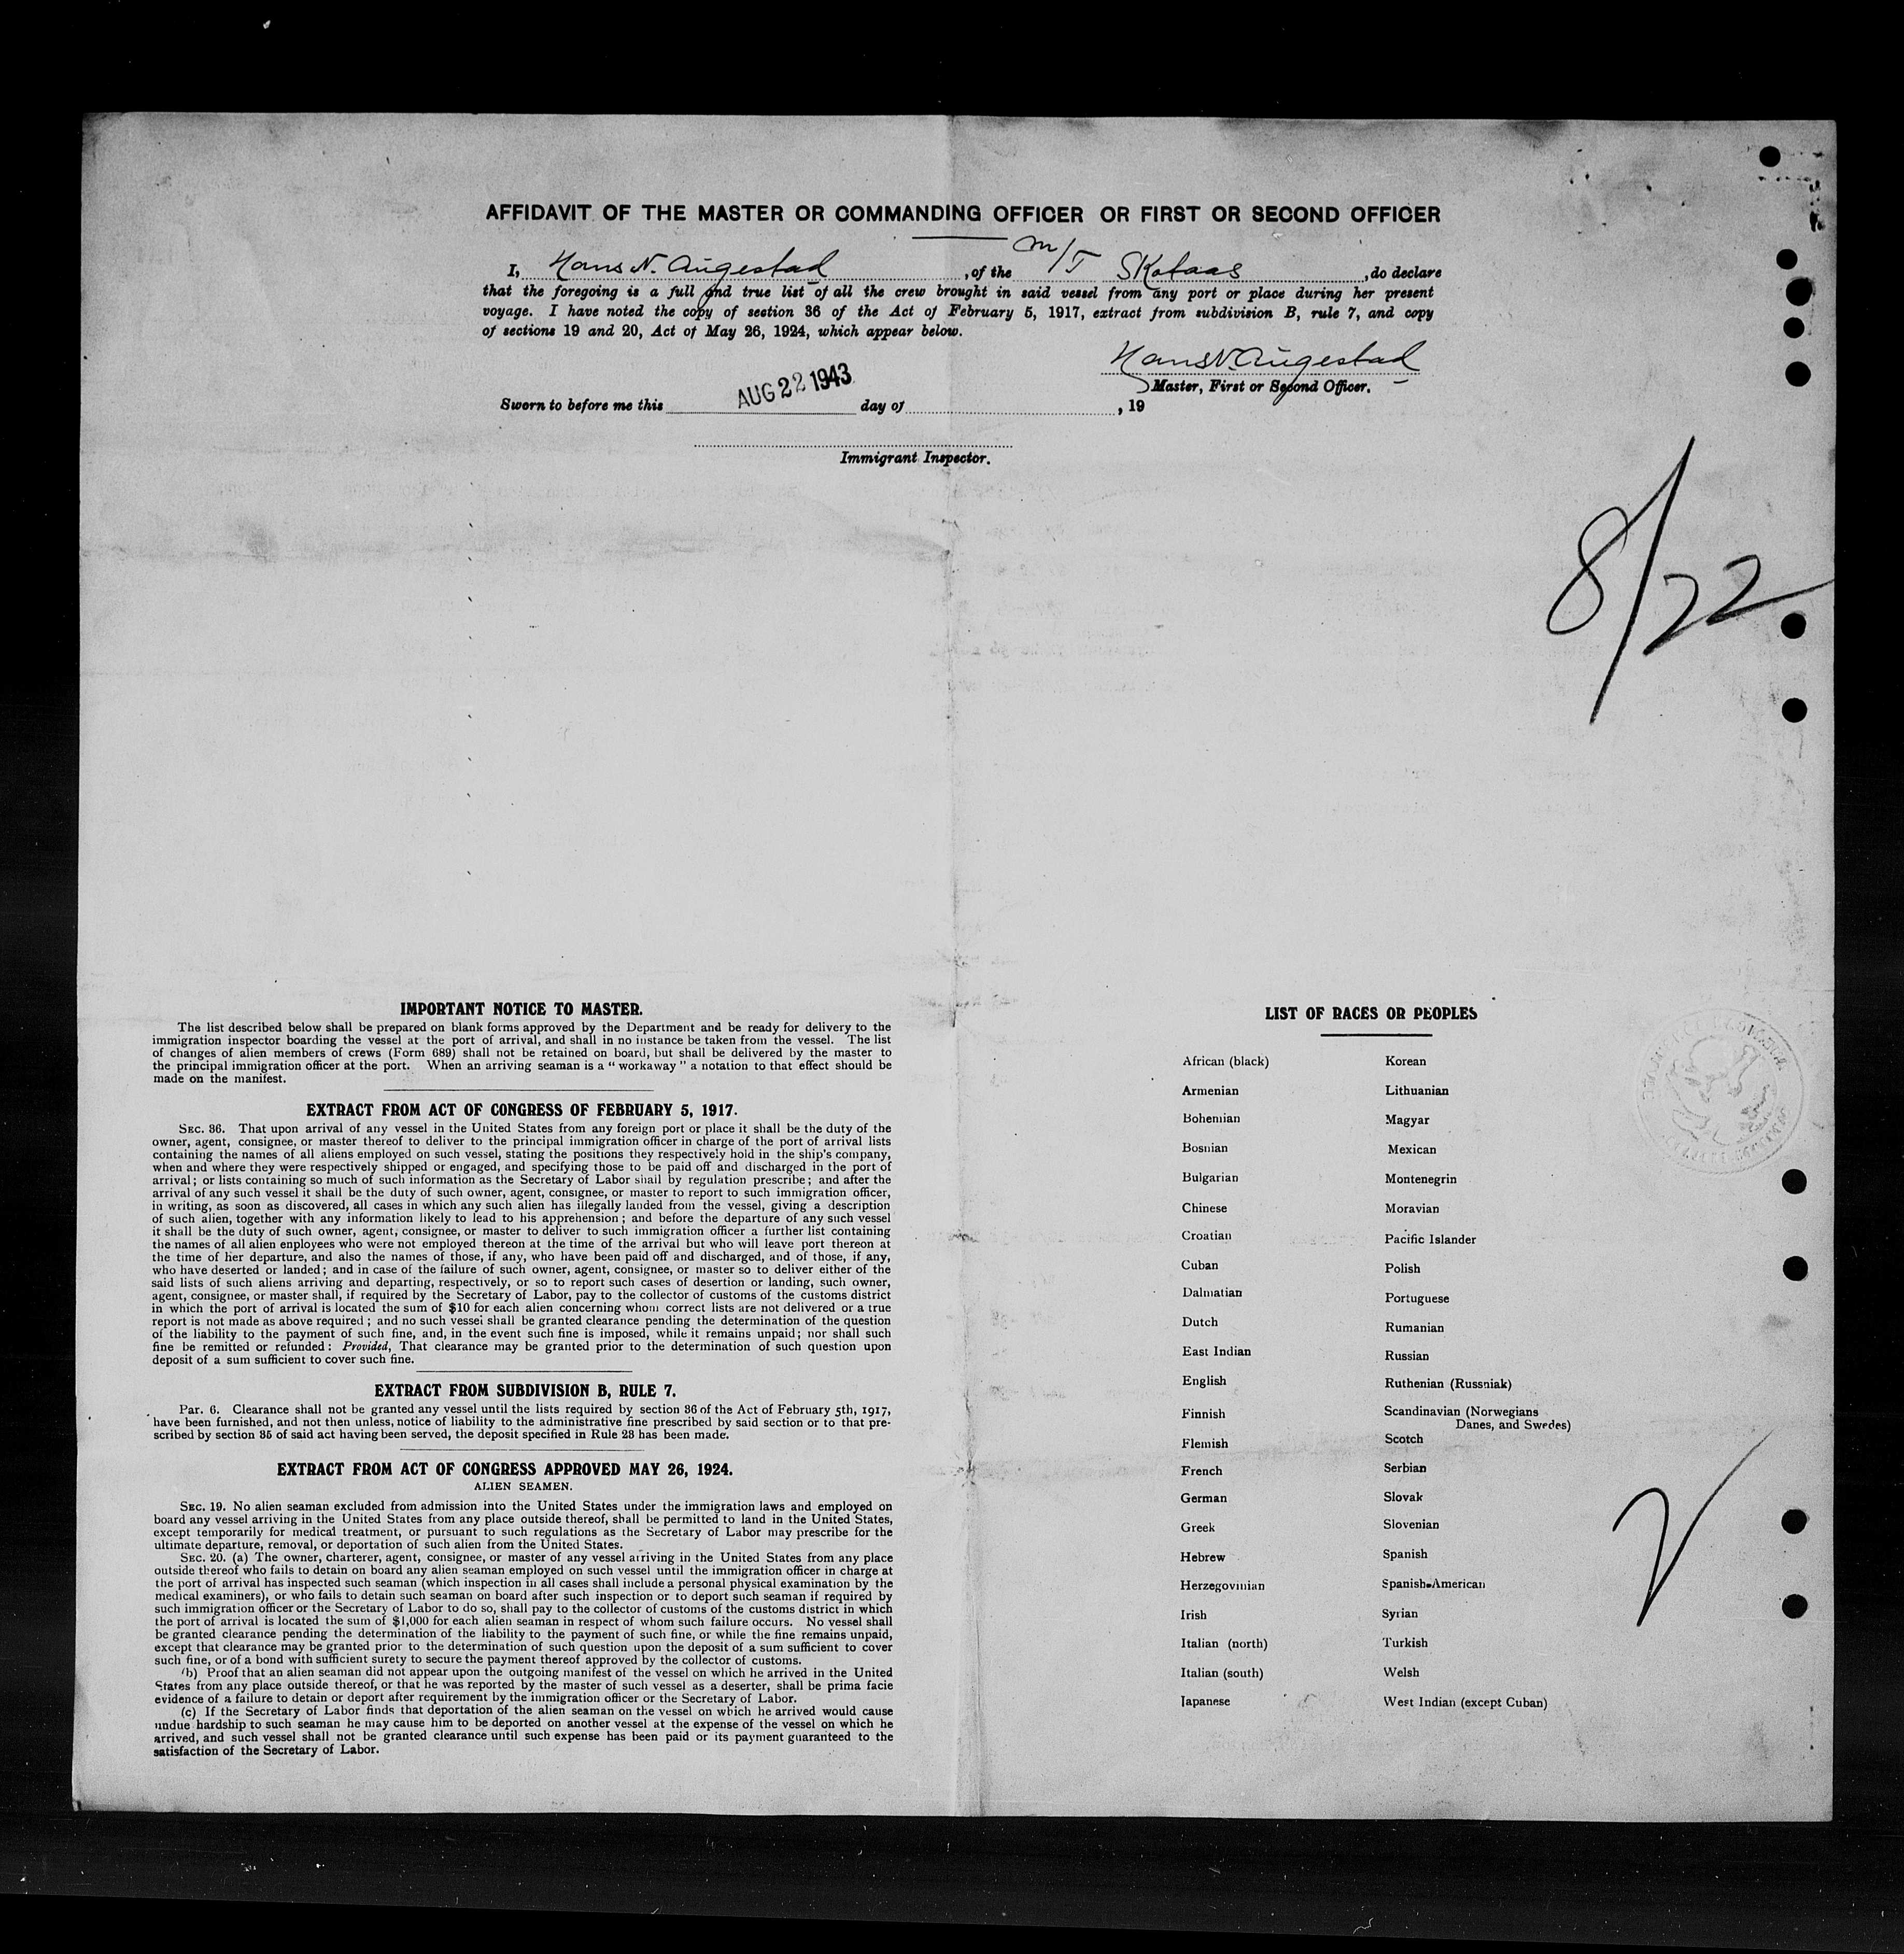 AFFIDAVIT OF THE MASTER OR COMMANDING OFFICER OR FIRST OR SECOND OFFICER
I, Hans N. Augestad, of the M/T Skotaas, do declare
that the foregoing is a full and true list of all the crew brought in said vessel from any port or place during her present
voyage. I have noted the copy of section 36 of the Act of February 5, 1917, extract from subdivision B, rule 7, and copy
of sections 19 and 20, Act of May 26, 1924, which appear below.
Hans N. Augestad
Master, First or Second Officer.
AUG 22 1943
Sworn to before me this day of , 19
Immigrant Inspector.
8/22
IMPORTANT NOTICE TO MASTER.
The list described below shall be prepared on blank forms approved by the Department and be ready for delivery to the
immigration inspector boarding the vessel at the port of arrival, and shall in no instance be taken from the vessel. The list
of changes of alien members of crews (Form 689) shall not be retained on board, but shall be delivered by the master to
the principal immigration officer at the port. When an arriving seaman is a "workaway" a notation to that effect should be
made on the manifest.
EXTRACT FROM ACT OF CONGRESS OF FEBRUARY 5, 1917.
SEC. 36. That upon arrival of any vessel in the United States from any foreign port or place it shall be the duty of the
owner, agent, consignee, or master thereof to deliver to the principal immigration officer in charge of the port of arrival lists
containing the names of all aliens employed on such vessel, stating the positions they respectively hold in the ship's company,
when and where they were respectively shipped or engaged, and specifying those to be paid off and discharged in the port of
arrival; or lists containing so much of such information as the Secretary of Labor shall by regulation prescribe; and after the
arrival of any such vessel it shall be the duty of such owner, agent, consignee, or master to report to such immigration officer,
in writing, as soon as discovered, all cases in which any such alien has illegally landed from the vessel, giving a description
of such alien, together with any information likely to lead to his apprehension; and before the departure of any such vessel
it shall be the duty of such owner, agent, consignee, or master to deliver to such immigration officer a further list containing
the names of all alien enployees who were not employed thereon at the time of the arrival but who will leave port thereon at
the time of her departure, and also the names of those, if any, who have been paid off and discharged, and of those, if any,
who have deserted or landed; and in case of the failure of such owner, agent, consignee, or master so to deliver either of the
said lists of such aliens arriving and departing, respectively, or so to report such cases of desertion or landing, such owner,
agent, consignee, or master shall, if required by the Secretary of Labor, pay to the collector of customs of the customs district
in which the port of arrival is located the sum of $10 for each alien concerning whom correct lists are not delivered or a true
report is not made as above required; and no such vessel shall be granted clearance pending the determination of the question
of the liability to the payment of such fine, and, in the event such fine is imposed, while it remains unpaid; nor shall such
fine be remitted or refunded: Provided, That clearance may be granted prior to the determination of such question upon
deposit of a sum sufficient to cover such fine.
EXTRACT FROM SUBDIVISION B, RULE 7.
Par. 6. Clearance shall not be granted any vessel until the lists required by section 36 of the Act of February 5th, 1917,
have been furnished, and not then unless, notice of liability to the administrative fine prescribed by said section or to that pre-
scribed by section 35 of said act having been served, the deposit specified in Rule 23 has been made.
EXTRACT FROM ACT OF CONGRESS APPROVED MAY 26, 1924.
ALIEN SEAMEN.
SEC. 19. No alien seaman excluded from admission into the United States under the immigration laws and employed on
board any vessel arriving in the United States from any place outside thereof, shall be permitted to land in the United States,
except temporarily for medical treatment, or pursuant to such regulations as the Secretary of Labor may prescribe for the
ultimate departure, removal, or deportation of such alien from the United States.
SEC. 20. (a) The owner, charterer, agent, consignee, or master of any vessel arriving in the United States from any place
outside thereof who fails to detain on board any alien seaman employed on such vessel until the immigration officer in charge at
the port of arrival has inspected such seaman (which inspection in all cases shall include a personal physical examination by the
medical examiners), or who fails to detain such seaman on board after such inspection or to deport such seaman if required by
such immigration officer or the Secretary of Labor to do so, shall pay to the collector of customs of the customs district in which
the port of arrival is located the sum of $1,000 for each alien seaman in respect of whom such failure occurs. No vessel shall
be granted clearance pending the determination of the liability to the payment of such fine, or while the fine remains unpaid,
except that clearance may be granted prior to the determination of such question upon the deposit of a sum sufficient to cover
such fine, or of a bond with sufficient surety to secure the payment thereof approved by the collector of customs.
(b) Proof that an alien seaman did not appear upon the outgoing manifest of the vessel on which he arrived in the United
States from any place outside thereof, or that he was reported by the master of such vessel as a deserter, shall be prima facie
evidence of a failure to detain or deport after requirement by the immigration officer or the Secretary of Labor.
(c) If the Secretary of Labor finds that deportation of the alien seaman on the vessel on which he arrived would cause
undue hardship to such seaman he may cause him to be deported on another vessel at the expense of the vessel on which he
arrived, and such vessel shall not be granted clearance until such expense has been paid or its payment guaranteed to the
satisfaction of the Secretary of Labor.
LIST OF RACES OR PEOPLES
African (black)
Armenian
Bohemian
Bosnian
Bulgarian
Chinese
Croatian
Cuban
Dalmatian
Dutch
East Indian
English
Finnish
Flemish
French
German
Greek
Hebrew
Herzegovinian
Irish
Italian (north)
Italian (south)
Japanese
Korean
Lithuanian
Magyar
Mexican
Montenegrin
Moravian
Pacific Islander
Polish
Portuguese
Rumanian
Russian
Ruthenian (Russniak)
Scandinavian (Norwegians
Danes, and Swedes)
Scotch
Serbian
Slovak
Slovenian
Spanish
Spanish-American
Syrian
Turkish
Welsh
West Indian (except Cuban)